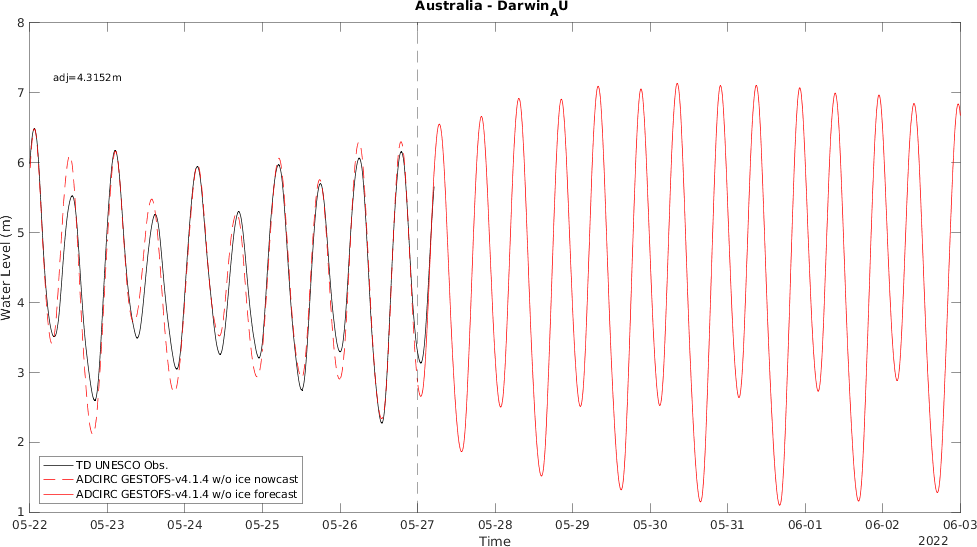 Australia - Darwin_AU
adj=4.3152m
8
7
6
5
4
3
2
1
Water Level (m)
TD UNESCO Obs.
ADCIRC GESTOFS-v4.1.4 w/o ice nowcast
ADCIRC GESTOFS-v4.1.4 w/o ice forecast
05-22 05-23 05-24 05-25 05-26 05-27 05-28 05-29 05-30 05-31 06-01 06-02 06-03
Time
2022